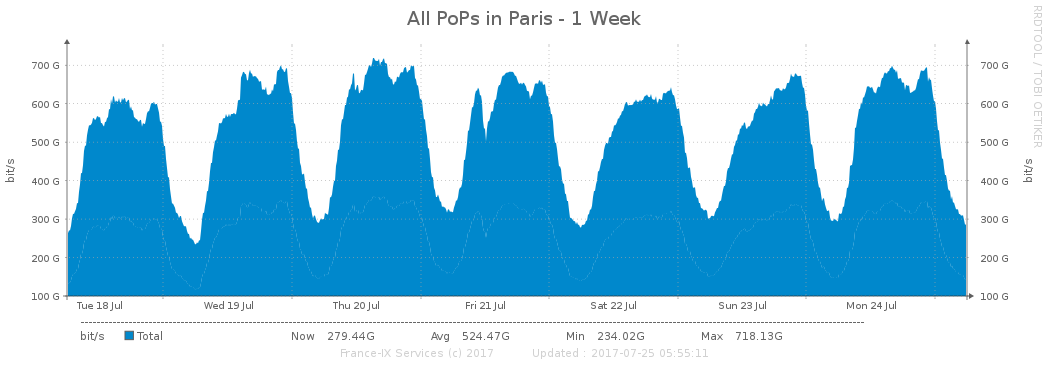 All PoPs in Paris - 1 Week
RRDTOOL / TOBI OETIKER
bit/s
700 G
600 G
500 G
400 G
300 G
200 G
100 G
700 G
600 G
500 G
400 G
300 G
200 G
100 G
bit/s
Tue 18 Jul Wed 19 Jul Thu 20 Jul Fri 21 Jul Sat 22 Jul Sun 23 Jul Mon 24 Jul
bit/s Total Now 279.44G Avg 524.47G Min 234.02G Max 718.13G
France-IX Services (c) 2017 Updated : 2017-07-25 05:55:11